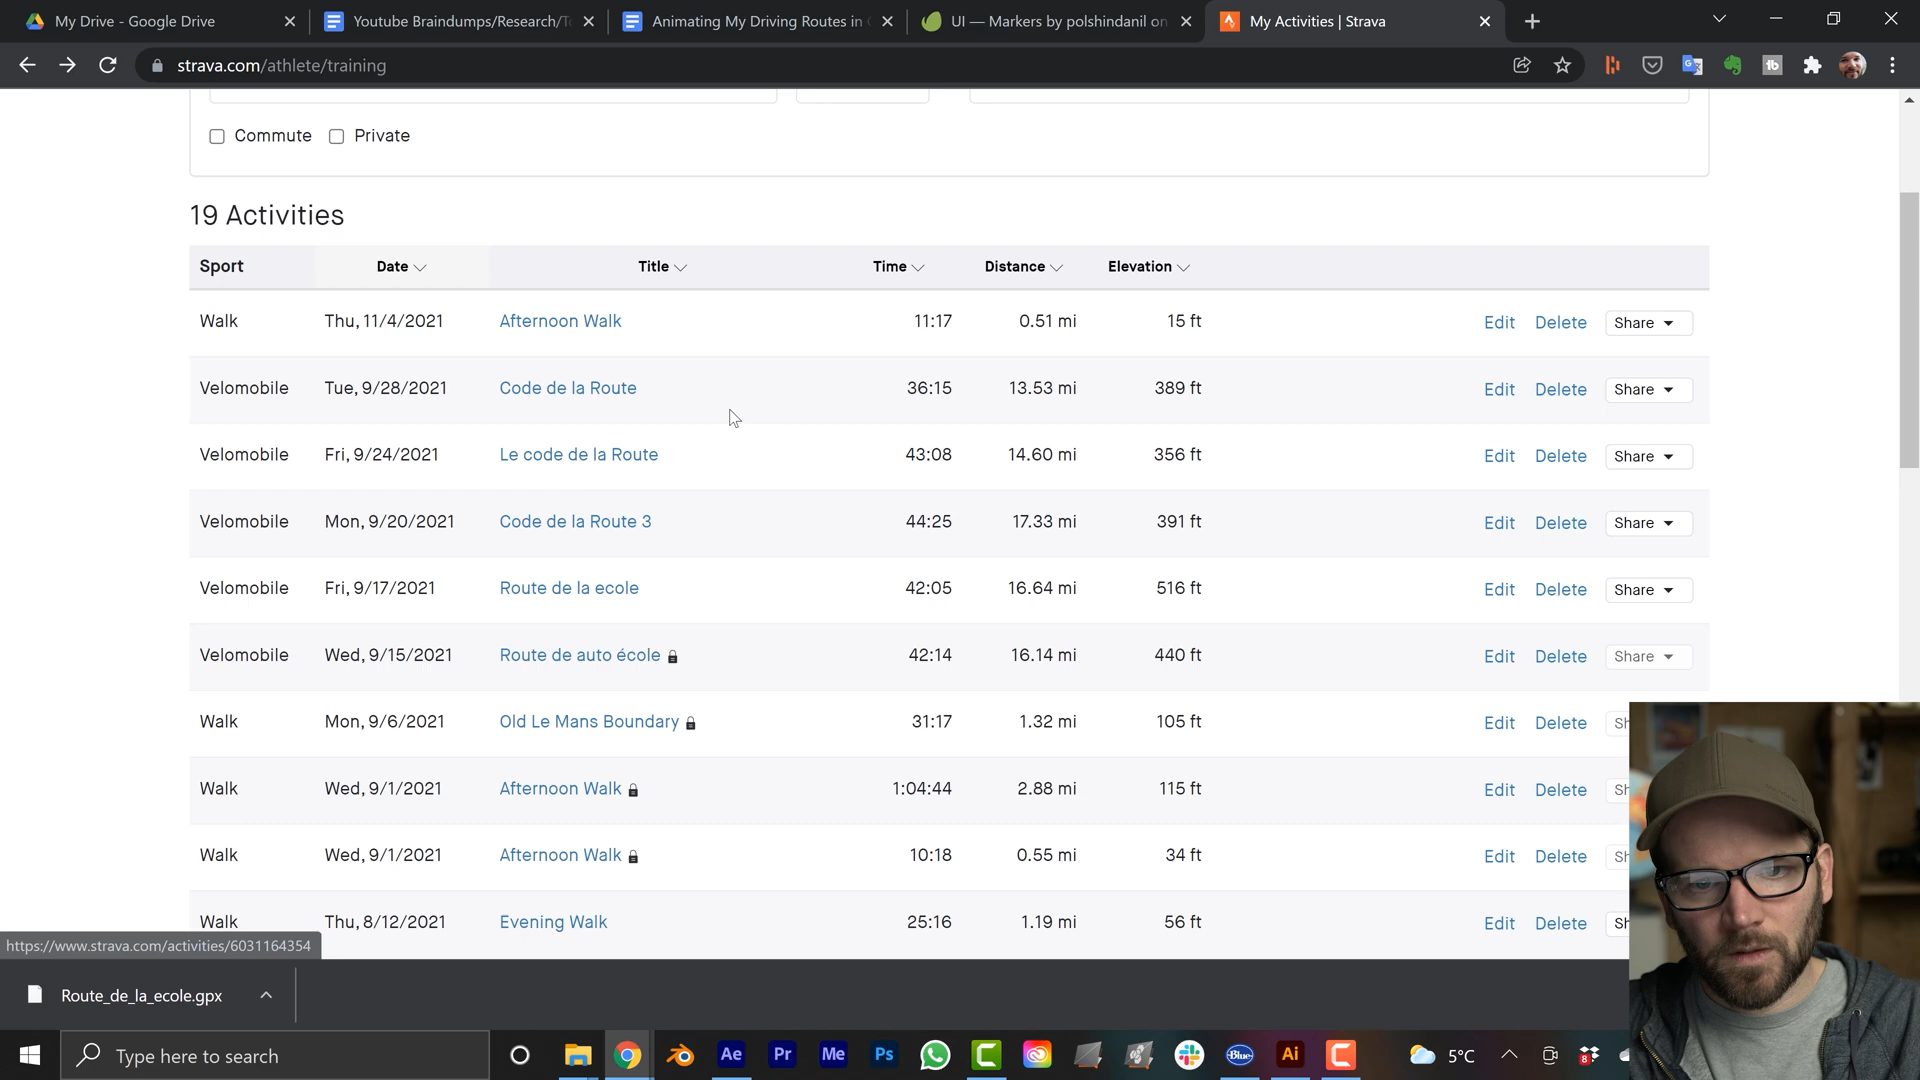 My Drive - Google Drive
Youtube Braindumps/Research/T
Animating My Driving Routes in
UI — Markers by polshindanil on
My Activities | Strava
strava.com/athlete/training
Commute Private
19 Activities
Sport Date Title Time Distance Elevation
Walk Thu, 11/4/2021 Afternoon Walk 11:17 0.51 mi 15 ft Edit Delete Share
Velomobile Tue, 9/28/2021 Code de la Route 36:15 13.53 mi 389 ft Edit Delete Share
Velomobile Fri, 9/24/2021 Le code de la Route 43:08 14.60 mi 356 ft Edit Delete Share
Velomobile Mon, 9/20/2021 Code de la Route 3 44:25 17.33 mi 391 ft Edit Delete Share
Velomobile Fri, 9/17/2021 Route de la ecole 42:05 16.64 mi 516 ft Edit Delete Share
Velomobile Wed, 9/15/2021 Route de auto école 42:14 16.14 mi 440 ft Edit Delete Share
Walk Mon, 9/6/2021 Old Le Mans Boundary 31:17 1.32 mi 105 ft Edit Delete Sh
Walk Wed, 9/1/2021 Afternoon Walk 1:04:44 2.88 mi 115 ft Edit Delete Sh
Walk Wed, 9/1/2021 Afternoon Walk 10:18 0.55 mi 34 ft Edit Delete Sh
Walk Thu, 8/12/2021 Evening Walk 25:16 1.19 mi 56 ft Edit Delete Sh
https://www.strava.com/activities/6031164354
Route_de_la_ecole.gpx
Type here to search
Ae Pr Me Ps Blue Ai 5°C 8